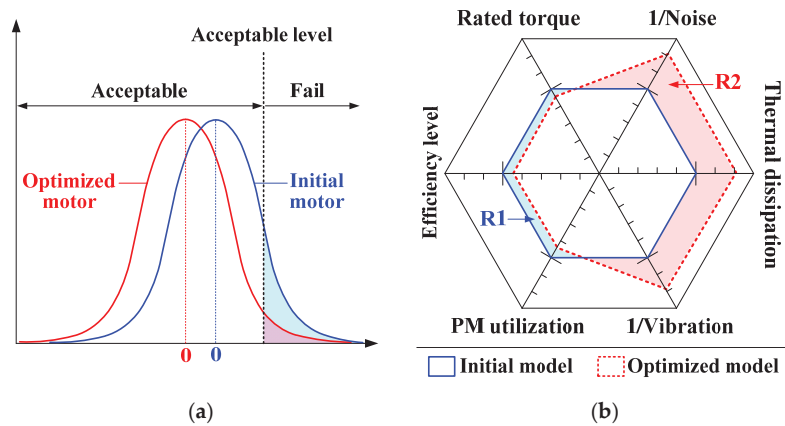 Acceptable level
Acceptable
Fail
Optimized
motor
Initial
motor
0
0
(a)
Rated torque
1/Noise
R2
Efficiency level
Thermal dissipation
R1
PM utilization
1/Vibration
Initial model
Optimized model
(b)